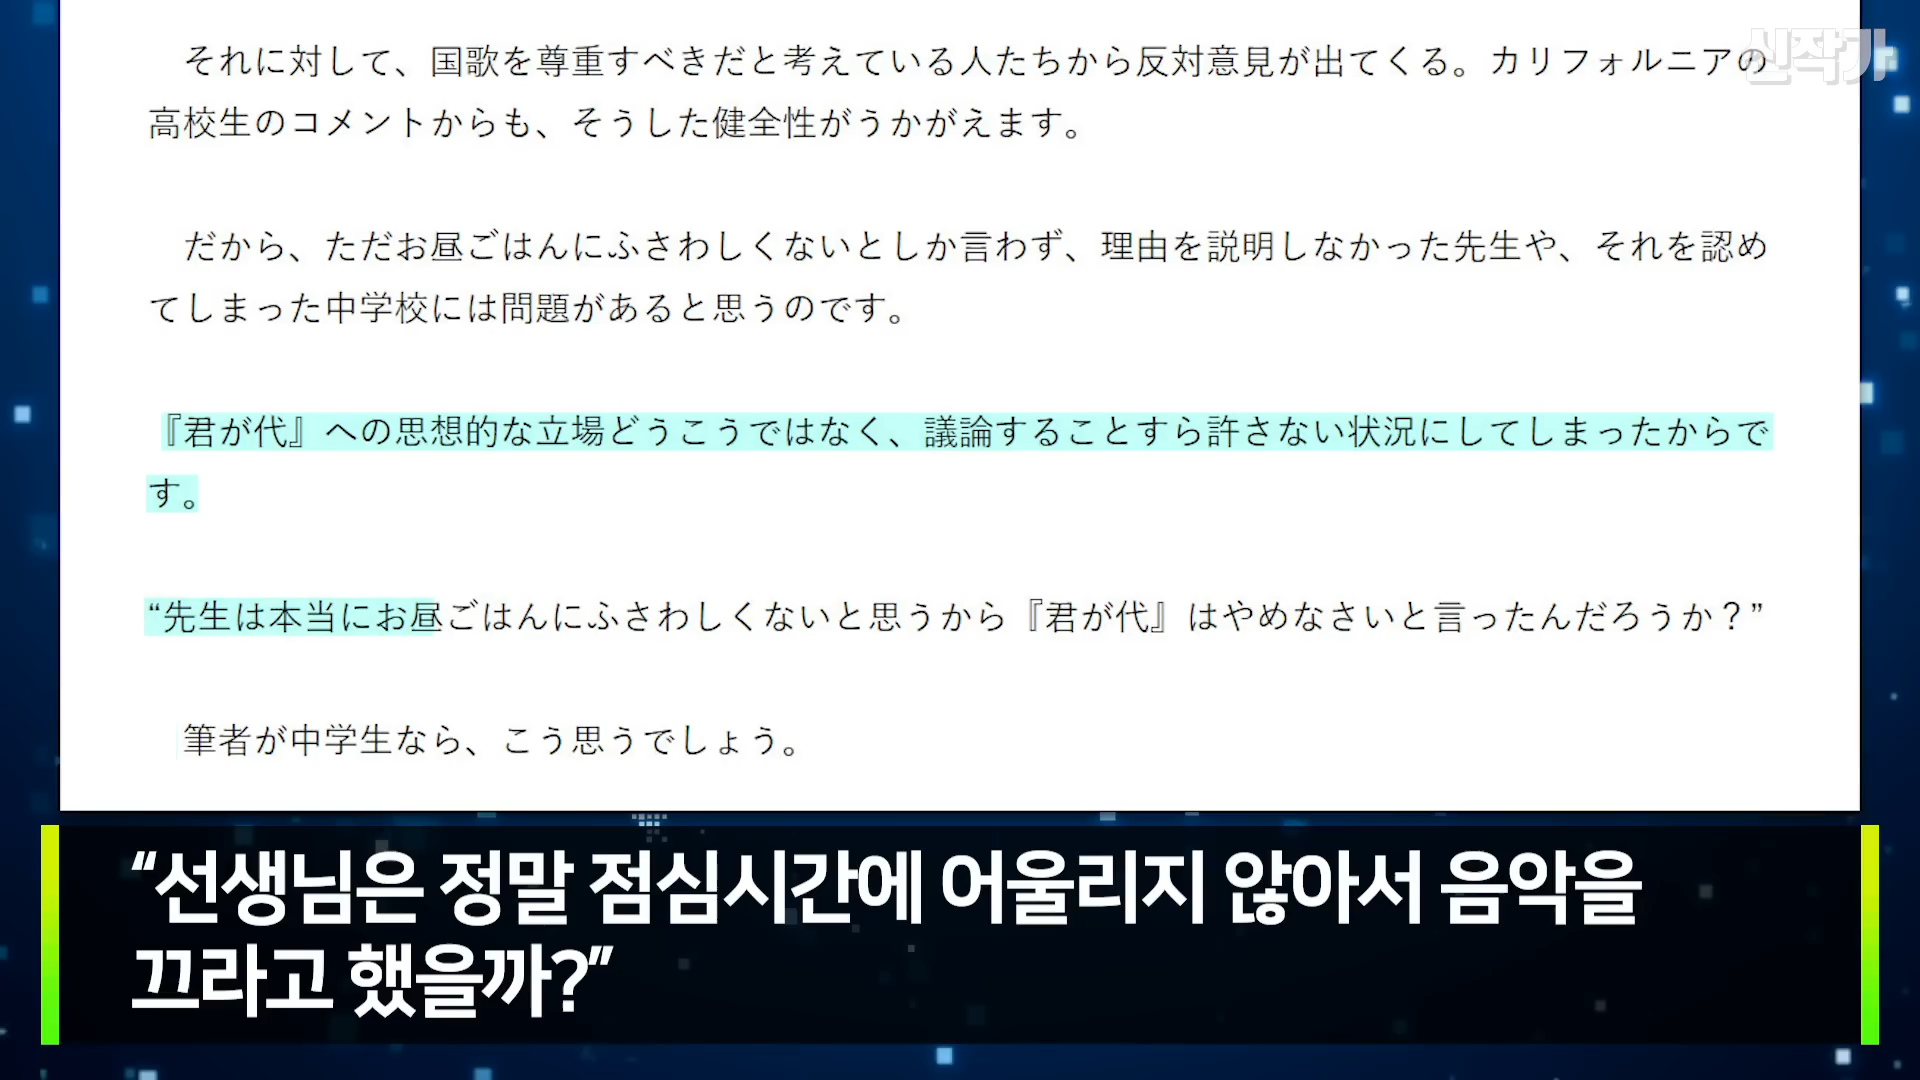 신작가
それに対して、国歌を尊重すべきだと考えている人たちから反対意見が出てくる。カリフォルニアの
高校生のコメントからも、そうした健全性がうかがえます。
だから、ただお昼ごはんにふさわしくないとしか言わず、理由を説明しなかった先生や、それを認め
てしまった中学校には問題があると思うのです。
『君が代』への思想的な立場どうこうではなく、議論することすら許さない状況にしてしまったからで
す。
“先生は本当にお昼ごはんにふさわしくないと思うから『君が代』はやめなさいと言ったんだろうか？”
筆者が中学生なら、こう思うでしょう。
“선생님은 정말 점심시간에 어울리지 않아서 음악을
끄라고 했을까?”